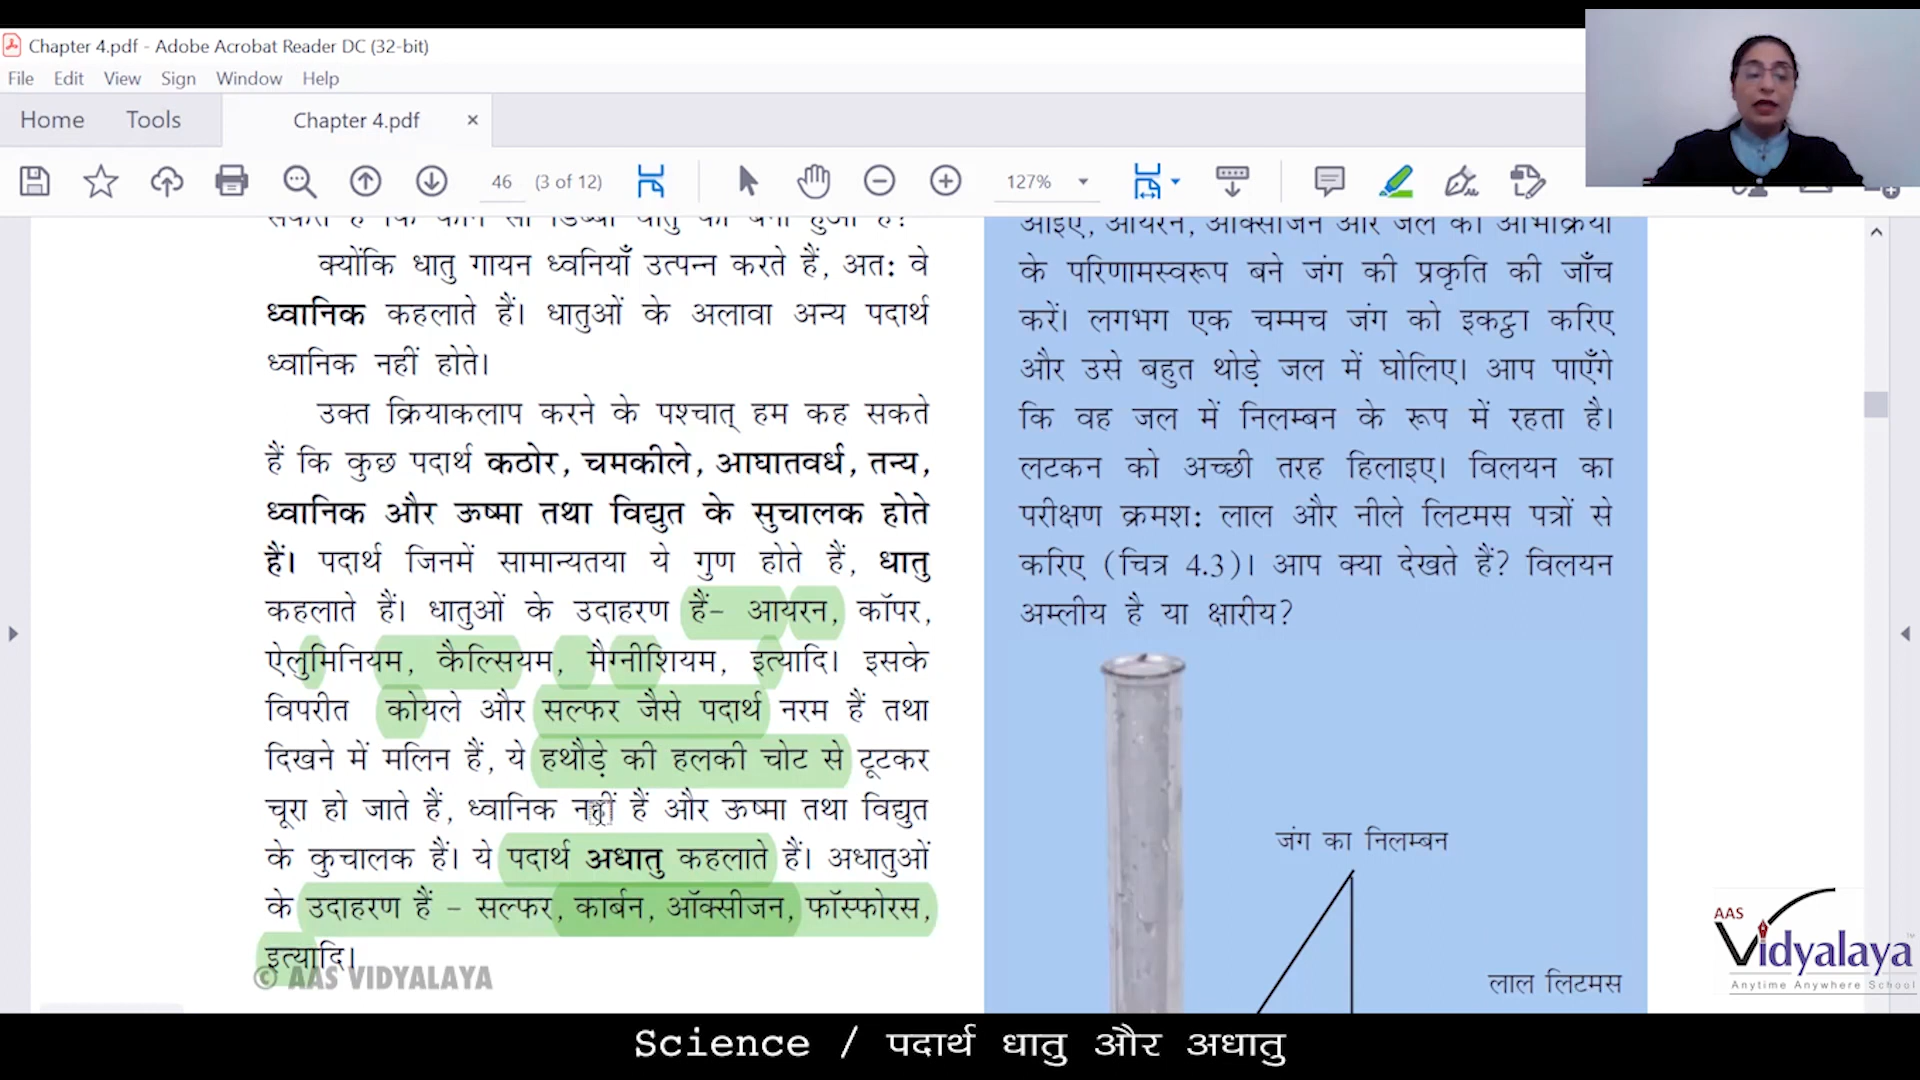 Chapter 4.pdf - Adobe Acrobat Reader DC (32-bit)
File Edit View Sign Window Help
Home Tools Chapter 4.pdf ×
46 (3 of 12) 127%
क्योंकि धातु गायन ध्वनियाँ उत्पन्न करते हैं, अत: वे
ध्वानिक कहलाते हैं। धातुओं के अलावा अन्य पदार्थ
ध्वानिक नहीं होते।
उक्त क्रियाकलाप करने के पश्चात् हम कह सकते
हैं कि कुछ पदार्थ कठोर, चमकीले, आघातवर्ध, तन्य,
ध्वानिक और ऊष्मा तथा विद्युत के सुचालक होते
हैं। पदार्थ जिनमें सामान्यतया ये गुण होते हैं, धातु
कहलाते हैं। धातुओं के उदाहरण हैं– आयरन, कॉपर,
ऐलुमिनियम, कैल्सियम, मैग्नीशियम, इत्यादि। इसके
विपरीत कोयले और सल्फर जैसे पदार्थ नरम हैं तथा
दिखने में मलिन हैं, ये हथौड़े की हलकी चोट से टूटकर
चूरा हो जाते हैं, ध्वानिक नहीं हैं और ऊष्मा तथा विद्युत
के कुचालक हैं। ये पदार्थ अधातु कहलाते हैं। अधातुओं
के उदाहरण हैं – सल्फर, कार्बन, ऑक्सीजन, फॉस्फोरस,
इत्यादि।
© AAS VIDYALAYA
आइए, आयरन, ऑक्सीजन और जल की अभिक्रिया
के परिणामस्वरूप बने जंग की प्रकृति की जाँच
करें। लगभग एक चम्मच जंग को इकट्ठा करिए
और उसे बहुत थोड़े जल में घोलिए। आप पाएँगे
कि वह जल में निलम्बन के रूप में रहता है।
लटकन को अच्छी तरह हिलाइए। विलयन का
परीक्षण क्रमश: लाल और नीले लिटमस पत्रों से
करिए (चित्र 4.3)। आप क्या देखते हैं? विलयन
अम्लीय है या क्षारीय?
जंग का निलम्बन
लाल लिटमस
AAS
Vidyalaya
Anytime Anywhere School
Science / पदार्थ धातु और अधातु